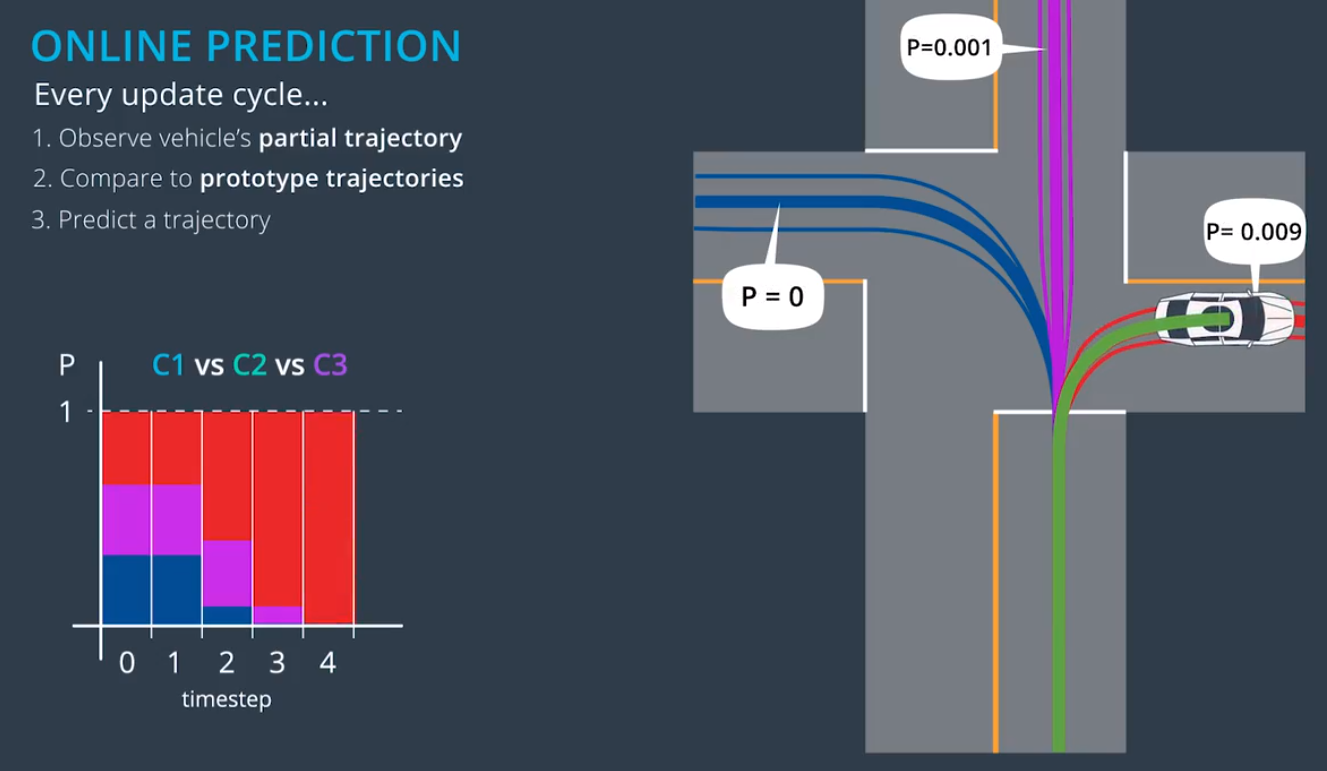 ONLINE PREDICTION
Every update cycle...
1. Observe vehicle's partial trajectory
2. Compare to prototype trajectories
3. Predict a trajectory
P
C1 vs C2 vs C3
1
0 1 2 3 4
timestep
P=0.001
P= 0.009
P = 0